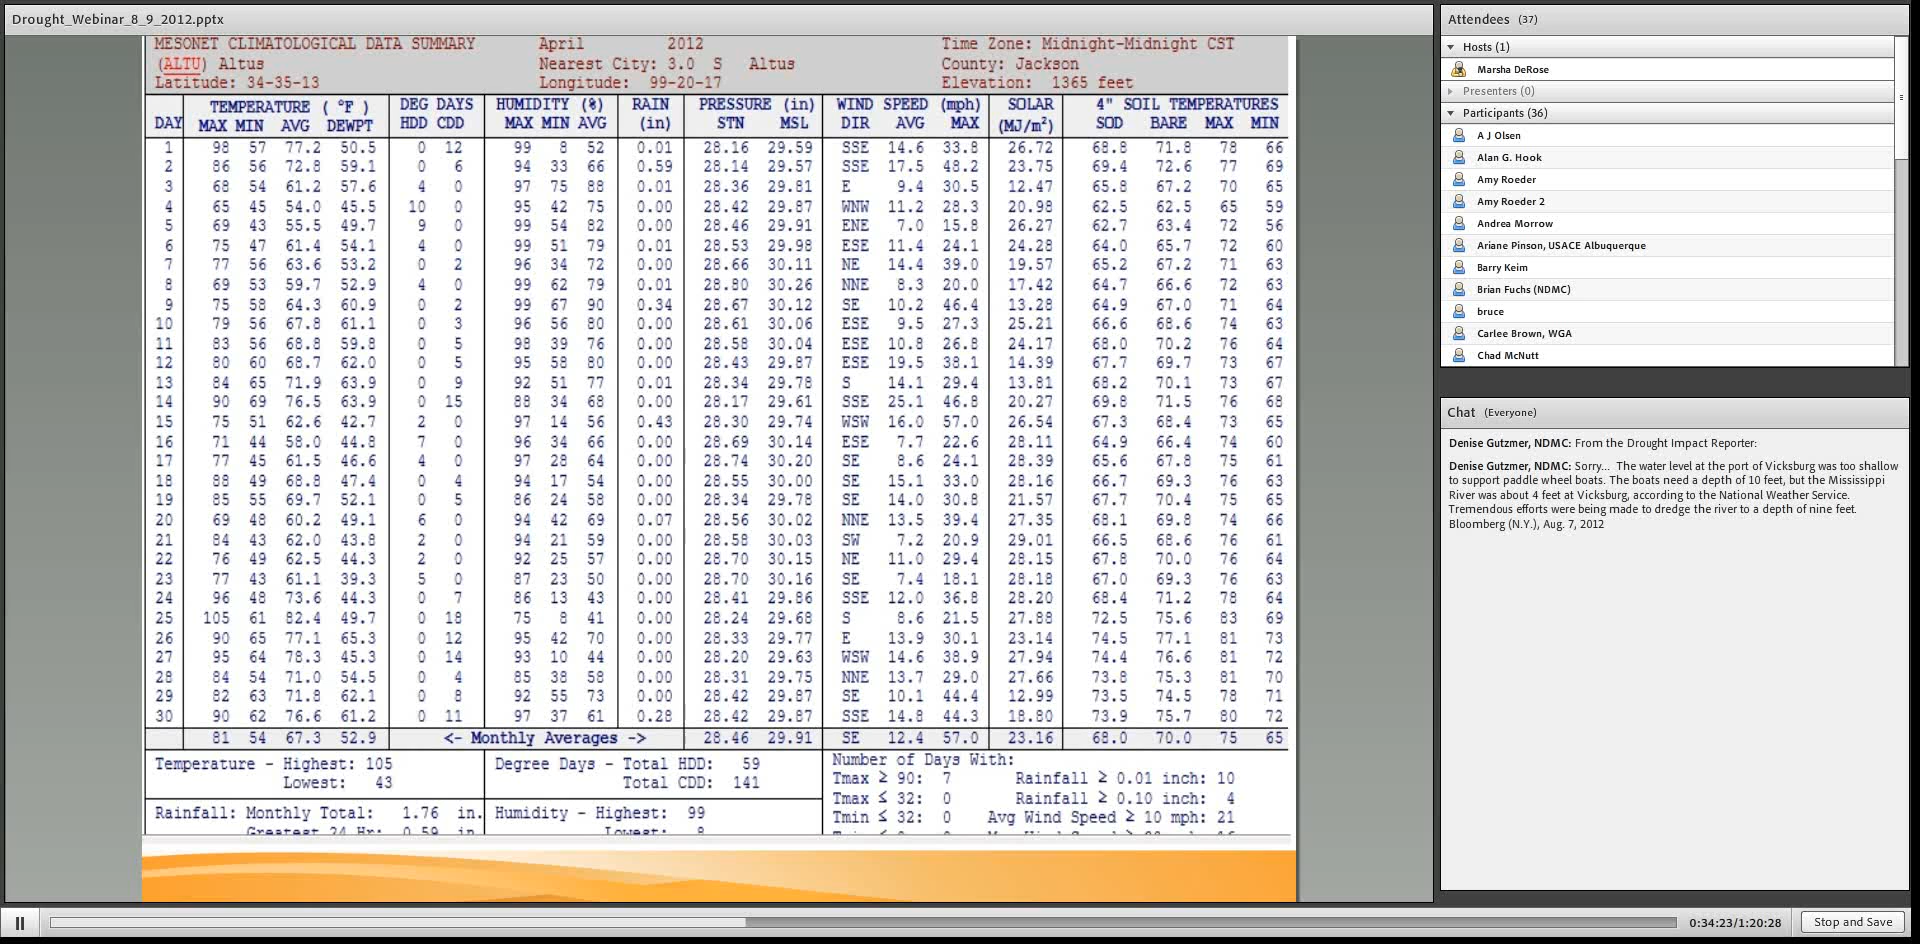 Drought_Webinar_8_9_2012.pptx
MESONET CLIMATOLOGICAL DATA SUMMARY April 2012 Time Zone: Midnight-Midnight CST
(ALTU) Altus Nearest City: 3.0 S Altus County: Jackson
Latitude: 34-35-13 Longitude: 99-20-17 Elevation: 1365 feet
TEMPERATURE ( °F ) DEG DAYS HUMIDITY (%) RAIN PRESSURE (in) WIND SPEED (mph) SOLAR 4" SOIL TEMPERATURES
DAY MAX MIN AVG DEWPT HDD CDD MAX MIN AVG (in) STN MSL DIR AVG MAX (MJ/m²) SOD BARE MAX MIN
1 98 57 77.2 50.5 0 12 99 8 52 0.01 28.16 29.59 SSE 14.6 33.8 26.72 68.8 71.8 78 66
2 86 56 72.8 59.1 0 6 94 33 66 0.59 28.14 29.57 SSE 17.5 48.2 23.75 69.4 72.6 77 69
3 68 54 61.2 57.6 4 0 97 75 88 0.01 28.36 29.81 E 9.4 30.5 12.47 65.8 67.2 70 65
4 65 45 54.0 45.5 10 0 95 42 75 0.00 28.42 29.87 WNW 11.2 28.3 20.98 62.5 62.5 65 59
5 69 43 55.5 49.7 9 0 99 54 82 0.00 28.46 29.91 ENE 7.0 15.8 26.27 62.7 63.4 72 56
6 75 47 61.4 54.1 4 0 99 51 79 0.01 28.53 29.98 ESE 11.4 24.1 24.28 64.0 65.7 72 60
7 77 56 63.6 53.2 0 2 96 34 72 0.00 28.66 30.11 NE 14.4 39.0 19.57 65.2 67.2 71 63
8 69 53 59.7 52.9 4 0 99 62 79 0.01 28.80 30.26 NNE 8.3 20.0 17.42 64.7 66.6 72 63
9 75 58 64.3 60.9 0 2 99 67 90 0.34 28.67 30.12 SE 10.2 46.4 13.28 64.9 67.0 71 64
10 79 56 67.8 61.1 0 3 96 56 80 0.00 28.61 30.06 ESE 9.5 27.3 25.21 66.6 68.6 74 63
11 83 56 68.8 59.8 0 5 98 39 76 0.00 28.58 30.04 ESE 10.8 26.8 24.17 68.0 70.2 76 64
12 80 60 68.7 62.0 0 5 95 58 80 0.00 28.43 29.87 ESE 19.5 38.1 14.39 67.7 69.7 73 67
13 84 65 71.9 63.9 0 9 92 51 77 0.01 28.34 29.78 S 14.1 29.4 13.81 68.2 70.1 73 67
14 90 69 76.5 63.9 0 15 88 34 68 0.00 28.17 29.61 SSE 25.1 46.8 20.27 69.8 71.5 76 68
15 75 51 62.6 42.7 2 0 97 14 56 0.43 28.30 29.74 WSW 16.0 57.0 26.54 67.3 68.4 73 65
16 71 44 58.0 44.8 7 0 96 34 66 0.00 28.69 30.14 ESE 7.7 22.6 28.11 64.9 66.4 74 60
17 77 45 61.5 46.6 4 0 97 28 64 0.00 28.74 30.20 SE 8.6 24.1 28.39 65.6 67.8 75 61
18 88 49 68.8 47.4 0 4 94 17 54 0.00 28.55 30.00 SE 15.1 33.0 28.16 66.7 69.3 76 63
19 85 55 69.7 52.1 0 5 86 24 58 0.00 28.34 29.78 SE 14.0 30.8 21.57 67.7 70.4 75 65
20 69 48 60.2 49.1 6 0 94 42 69 0.07 28.56 30.02 NNE 13.5 39.4 27.35 68.1 69.8 74 66
21 84 43 62.0 43.8 2 0 94 21 59 0.00 28.58 30.03 SW 7.2 20.9 29.01 66.5 68.6 76 61
22 76 49 62.5 44.3 2 0 92 25 57 0.00 28.70 30.15 NE 11.0 29.4 28.15 67.8 70.0 76 64
23 77 43 61.1 39.3 5 0 87 23 50 0.00 28.70 30.16 SE 7.4 18.1 28.18 67.0 69.3 76 63
24 96 48 73.6 44.3 0 7 86 13 43 0.00 28.41 29.86 SSE 12.0 36.8 28.20 68.4 71.2 78 64
25 105 61 82.4 49.7 0 18 75 8 41 0.00 28.24 29.68 S 8.6 21.5 27.88 72.5 75.6 83 69
26 90 65 77.1 65.3 0 12 95 42 70 0.00 28.33 29.77 E 13.9 30.1 23.14 74.5 77.1 81 73
27 95 64 78.3 45.3 0 14 93 10 44 0.00 28.20 29.63 WSW 14.6 38.9 27.94 74.4 76.6 81 72
28 84 54 71.0 54.5 0 4 85 38 58 0.00 28.31 29.75 NNE 13.7 29.0 27.66 73.8 75.3 81 70
29 82 63 71.8 62.1 0 8 92 55 73 0.00 28.42 29.87 SE 10.1 44.4 12.99 73.5 74.5 78 71
30 90 62 76.6 61.2 0 11 97 37 61 0.28 28.42 29.87 SSE 14.8 44.3 18.80 73.9 75.7 80 72
81 54 67.3 52.9 <- Monthly Averages -> 28.46 29.91 SE 12.4 57.0 23.16 68.0 70.0 75 65
Temperature - Highest: 105 Degree Days - Total HDD: 59 Number of Days With:
Lowest: 43 Total CDD: 141 Tmax ≥ 90: 7 Rainfall ≥ 0.01 inch: 10
Tmax ≤ 32: 0 Rainfall ≥ 0.10 inch: 4
Rainfall: Monthly Total: 1.76 in. Humidity - Highest: 99 Tmin ≤ 32: 0 Avg Wind Speed ≥ 10 mph: 21
Greatest 24 Hr: 0.59 in Lowest: 8
Attendees (37)
Hosts (1)
Marsha DeRose
Presenters (0)
Participants (36)
A J Olsen
Alan G. Hook
Amy Roeder
Amy Roeder 2
Andrea Morrow
Ariane Pinson, USACE Albuquerque
Barry Keim
Brian Fuchs (NDMC)
bruce
Carlee Brown, WGA
Chad McNutt
Chat (Everyone)
Denise Gutzmer, NDMC: From the Drought Impact Reporter:
Denise Gutzmer, NDMC: Sorry... The water level at the port of Vicksburg was too shallow
to support paddle wheel boats. The boats need a depth of 10 feet, but the Mississippi
River was about 4 feet at Vicksburg, according to the National Weather Service.
Tremendous efforts were being made to dredge the river to a depth of nine feet.
Bloomberg (N.Y.), Aug. 7, 2012
0:34:23/1:20:28
Stop and Save